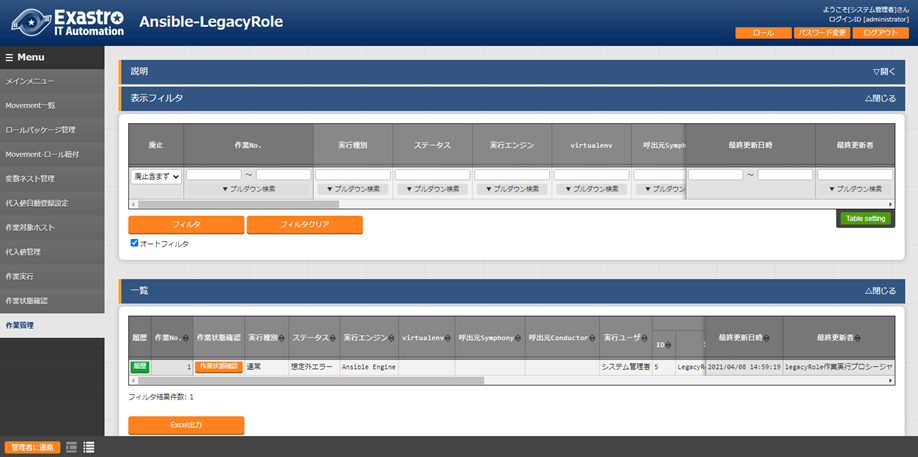 Exastro
IT Automation
Ansible-LegacyRole
ようこそ[システム管理者]さん
ログインID [administrator]
ロール
パスワード変更
ログアウト
Menu
メインメニュー
Movement一覧
ロールパッケージ管理
Movement-ロール紐付
変数ネスト管理
代入値自動登録設定
作業対象ホスト
代入値管理
作業実行
作業状態確認
作業管理
説明
▽開く
表示フィルタ
△閉じる
廃止
作業No.
実行種別
ステータス
実行エンジン
virtualenv
呼出元Symph
最終更新日時
最終更新者
廃止含まず
～
～
▼ プルダウン検索
▼ プルダウン検索
▼ プルダウン検索
▼ プルダウン検索
▼ プルダウン検索
▼ プルダウン
▼ プルダウン検索
フィルタ
フィルタクリア
Table setting
オートフィルタ
一覧
△閉じる
履歴
作業No.
作業状態確認
実行種別
ステータス
実行エンジン
virtualenv
呼出元Symphony
呼出元Conductor
実行ユーザ
ID
最終更新日時
最終更新者
履歴
1
作業状態確認
通常
想定外エラー
Ansible Engine
システム管理者
5
LegacyR
2021/04/08 14:59:19
legacyRole作業実行プロシージャ
フィルタ結果件数: 1
Excel出力
管理者に連絡